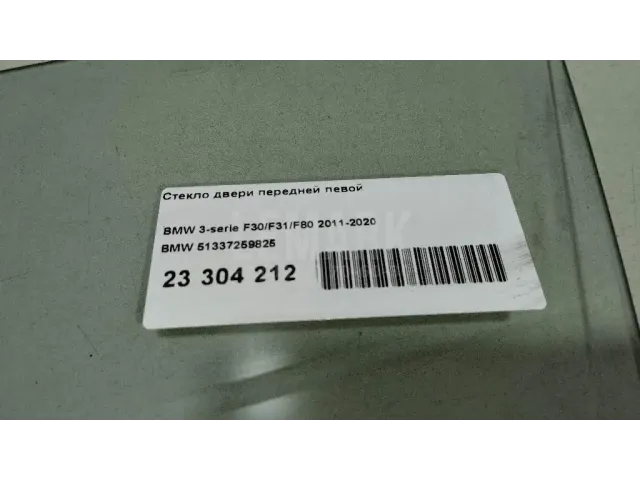 Стекло двери передней левой
BMW 3-serie F30/F31/F80 2011-2020
BMW 51337259825
23 304 212